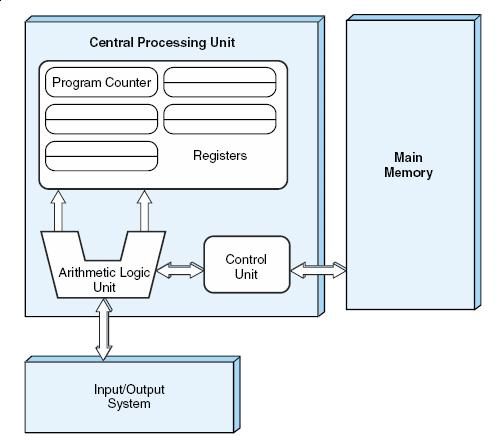 Central Processing Unit
Program Counter
Registers
Main
Memory
Arithmetic Logic
Unit
Control
Unit
Input/Output
System